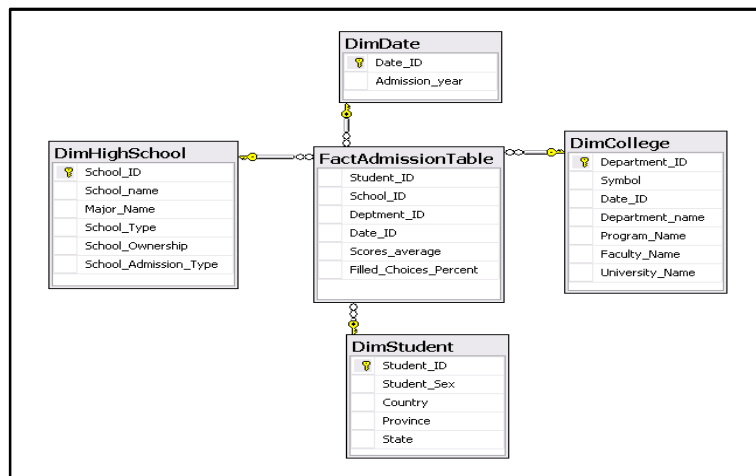 DimDate
Date_ID
Admission_year
DimHighSchool
School_ID
School_name
Major_Name
School_Type
School_Ownership
School_Admission_Type
FactAdmissionTable
Student_ID
School_ID
Deptment_ID
Date_ID
Scores_average
Filled_Choices_Percent
DimCollege
Department_ID
Symbol
Date_ID
Department_name
Program_Name
Faculty_Name
University_Name
DimStudent
Student_ID
Student_Sex
Country
Province
State